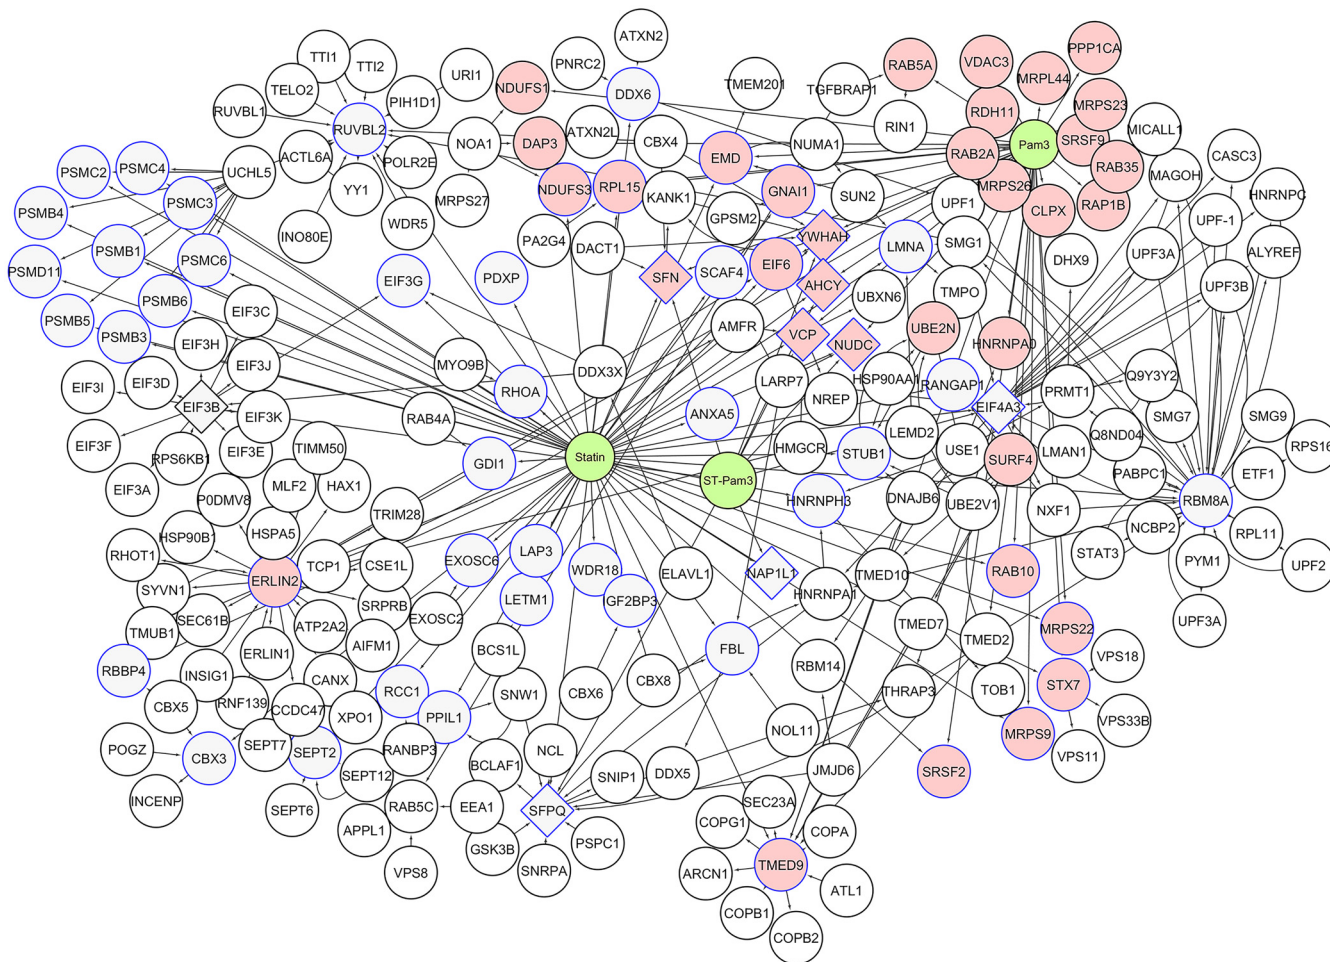 ATXN2
TTI1
TTI2
PNRC2
PPP1CA
URI1
NDUFS1
DDX6
TMEM201
RAB5A
VDAC3
MRPL44
TELO2
TGFBRAP1
PIH1D1
RDH11
MRPS23
RUVBL1
RUVBL2
RIN1
MICALL1
NOA1
DAP3
ATXN2L
CBX4
NUMA1
Pam3
SRSF9
CASC3
RAB2A
EMD
POLR2E
ACTL6A
UCHL5
PSMC4
PSMC2
YY1
NDUFS3
RPL15
GNAI1
RAB35
MAGOH
MRPS27
KANK1
SUN2
MRPS26
HNRNPC
PSMC3
PSMB4
WDR5
GPSM2
UPF1
CLPX
RAP1B
UPF-1
INO80E
PA2G4
YWHAH
SMG1
PSMB1
DACT1
LMNA
UPF3A
ALYREF
PSMC6
DHX9
PSMD11
EIF3G
PDXP
SFN
SCAF4
EIF6
AHCY
UPF3B
PSMB6
UBXN6
TMPO
EIF3C
PSMB5
AMFR
VCP
UBE2N
PSMB3
EIF3H
NUDC
HNRNPA0
EIF3J
MYO9B
DDX3X
HSP90AA1
EIF3I
EIF3D
LARP7
RANGAP1
PRMT1
Q9Y3Y2
RHOA
NREP
EIF3B
EIF4A3
ANXA5
EIF3K
RAB4A
SMG7
SMG9
LEMD2
EIF3F
RPS6KB1
EIF3E
HMGCR
Q8ND04
RPS16
TIMM50
Statin
STUB1
USE1
SURF4
LMAN1
GDI1
EIF3A
MLF2
HAX1
ST-Pam3
PABPC1
ETF1
P0DMV8
DNAJB6
UBE2V1
HNRNPH3
RBM8A
NXF1
TRIM28
NCBP2
HSP90B1
HSPA5
RPL11
EXOSC6
LAP3
RHOT1
STAT3
CSE1L
TCP1
PYM1
UPF2
ERLIN2
WDR18
ELAVL1
NAP1L1
TMED10
RAB10
SYVN1
SRPRB
LETM1
GF2BP3
HNRNPA1
SEC61B
EXOSC2
UPF3A
TMUB1
ATP2A2
TMED7
MRPS22
TMED2
ERLIN1
AIFM1
BCS1L
FBL
VPS18
RBBP4
INSIG1
CANX
RBM14
STX7
RNF139
RCC1
SNW1
CBX6
CBX8
THRAP3
TOB1
CBX5
CCDC47
XPO1
PPIL1
VPS33B
NOL11
MRPS9
SEPT7
SEPT2
RANBP3
NCL
POGZ
CBX3
VPS11
BCLAF1
SNIP1
DDX5
JMJD6
SRSF2
SEPT12
INCENP
SEPT6
RAB5C
EEA1
SFPQ
SEC23A
APPL1
COPG1
COPA
GSK3B
PSPC1
VPS8
SNRPA
TMED9
ARCN1
ATL1
COPB1
COPB2